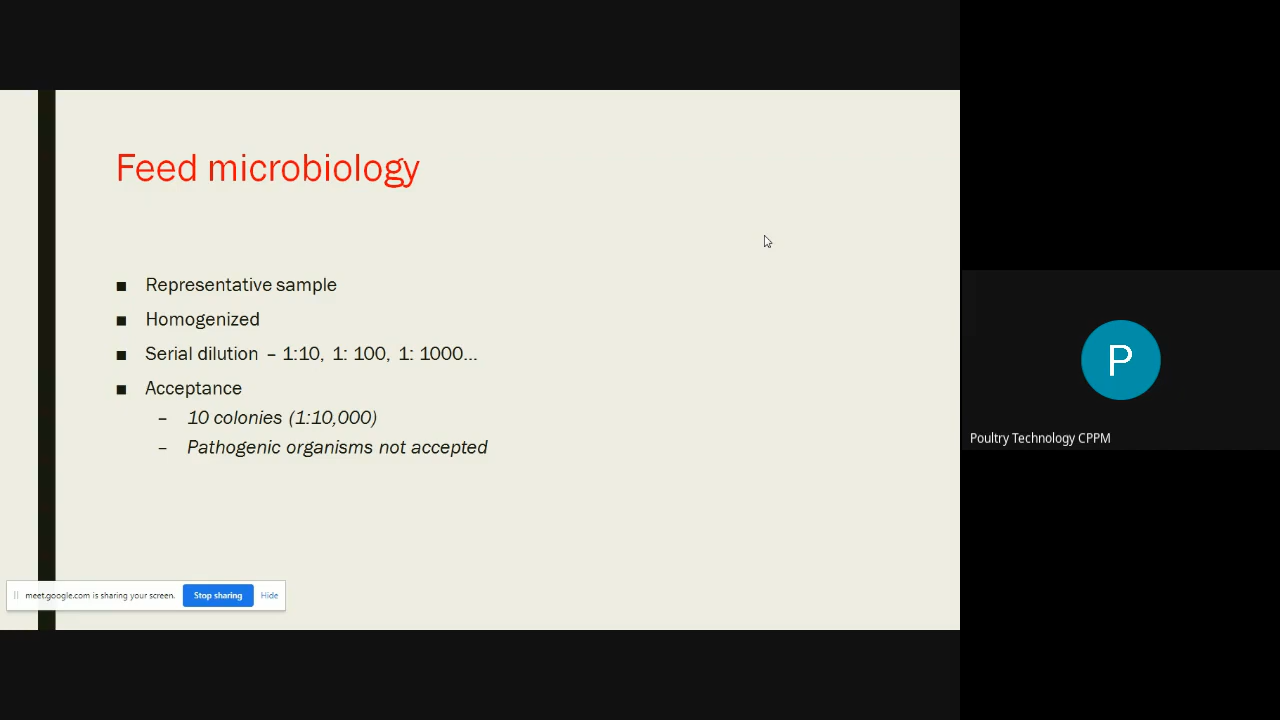 Feed microbiology
■ Representative sample
■ Homogenized
■ Serial dilution – 1:10, 1: 100, 1: 1000...
■ Acceptance
– 10 colonies (1:10,000)
– Pathogenic organisms not accepted
meet.google.com is sharing your screen. Stop sharing Hide
P
Poultry Technology CPPM